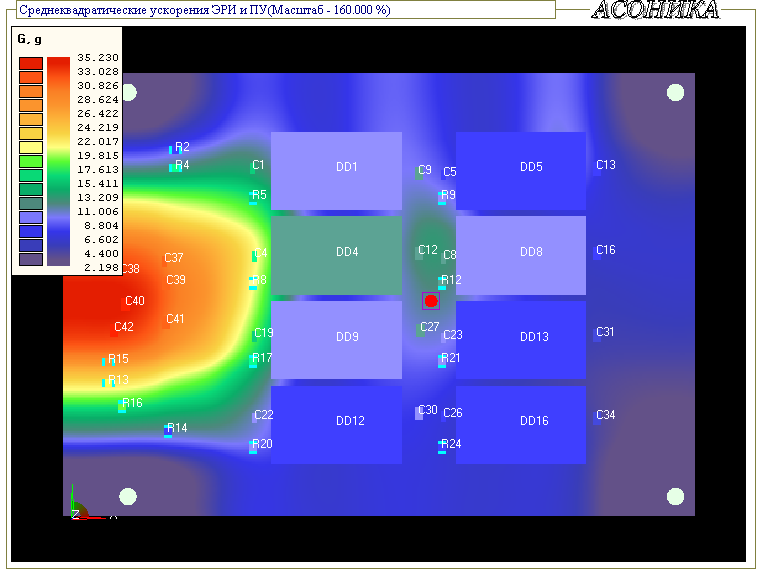 Среднеквадратические ускорения ЭРИ и ПУ(Масштаб - 160.000 %)
АСОНИКА
G, g
35.230
33.028
30.826
28.624
26.422
24.219
22.017
19.815
17.613
15.411
13.209
11.006
8.804
6.602
4.400
2.198
R2
R4
C1
DD1
C9
C5
DD5
C13
R5
R9
C37
C38
C4
DD4
C12
C8
DD8
C16
C39
R12
C40
C41
C42
C19
DD9
C27
C23
DD13
C31
R15
R17
R21
R13
R16
R14
C22
DD12
C30
C26
DD16
C34
R20
R24
Z